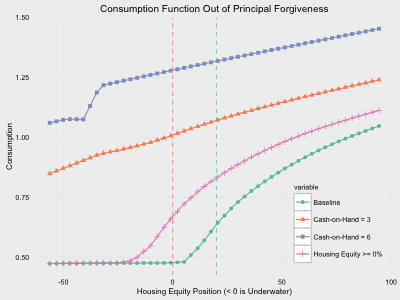 Consumption Function Out of Principal Forgiveness
1.50
1.25
1.00
0.75
0.50
Consumption
-50
0
50
100
Housing Equity Position (< 0 is Underwater)
variable
Baseline
Cash-on-Hand = 3
Cash-on-Hand = 6
Housing Equity >= 0%